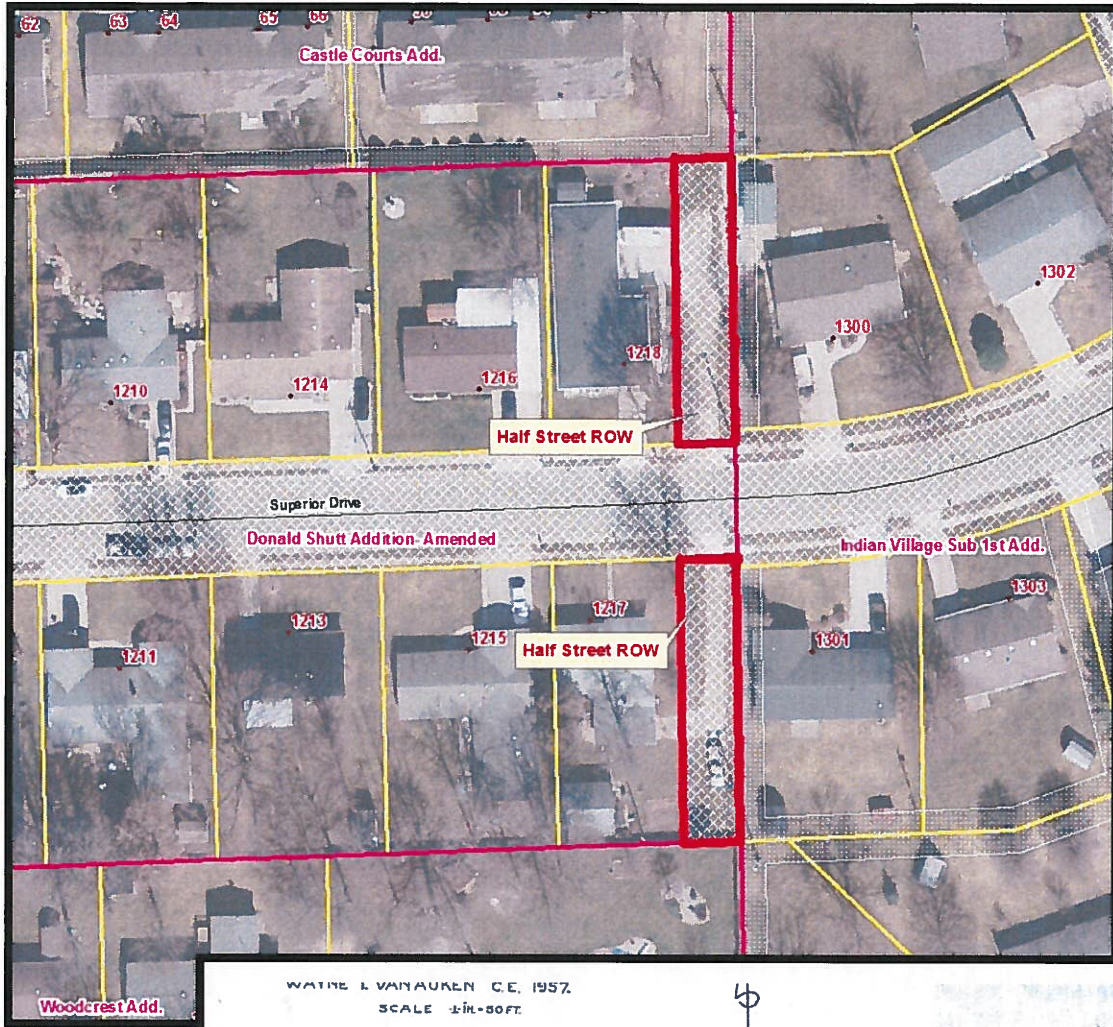 62
63
64
65
66
Castle Courts Add.
1302
1300
1218
1216
1210
1214
Half Street ROW
Superior Drive
Donald Shutt Addition Amended
Indian Village Sub 1st Add.
1303
1217
1213
1215
1301
Half Street ROW
1211
Woodcrest Add.
WAYNE I. VANAUKEN C.E. 1957.
SCALE 1 IN.=50 FT.